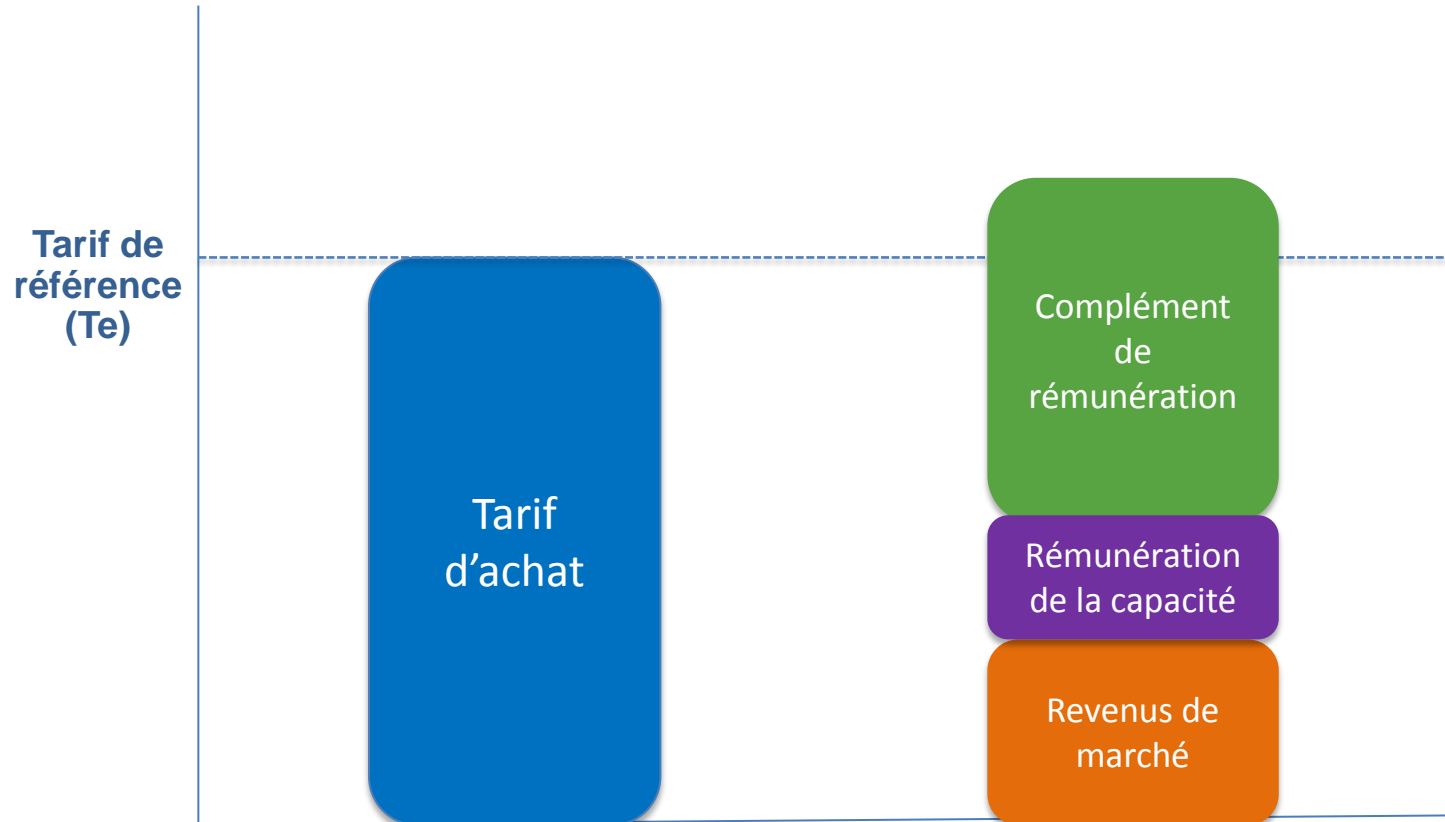 Tarif de
référence
(Te)
Tarif
d’achat
Complément
de
rémunération
Rémunération
de la capacité
Revenus de
marché